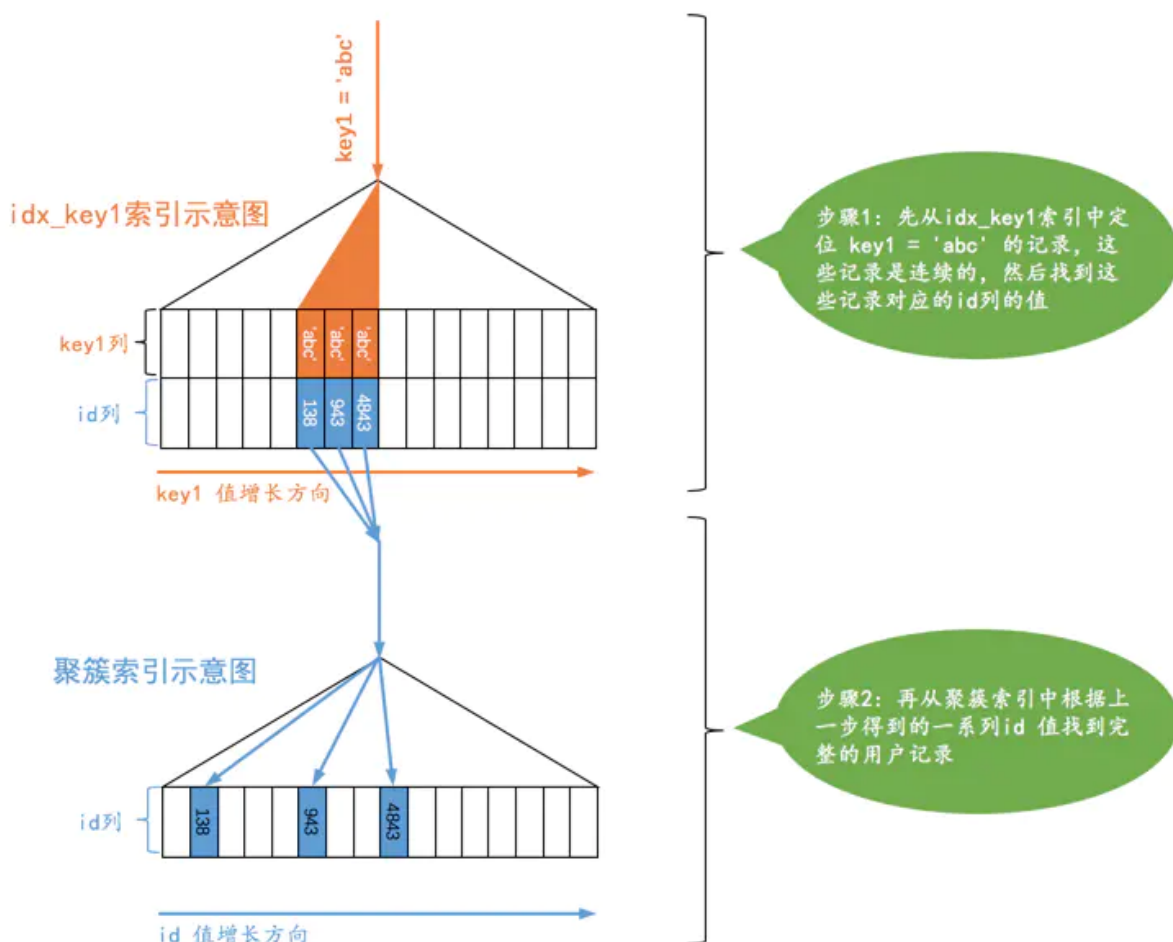 key1 = 'abc'
idx_key1索引示意图
步骤1: 先从idx_key1索引中定
位 key1 = 'abc' 的记录, 这
些记录是连续的, 然后找到这
些记录对应的id列的值
key1列
'abc'
'abc'
'abc'
id列
138
943
4843
key1 值增长方向
聚簇索引示意图
步骤2: 再从聚簇索引中根据上
一步得到的一系列id 值找到完
整的用户记录
id列
138
943
4843
id 值增长方向